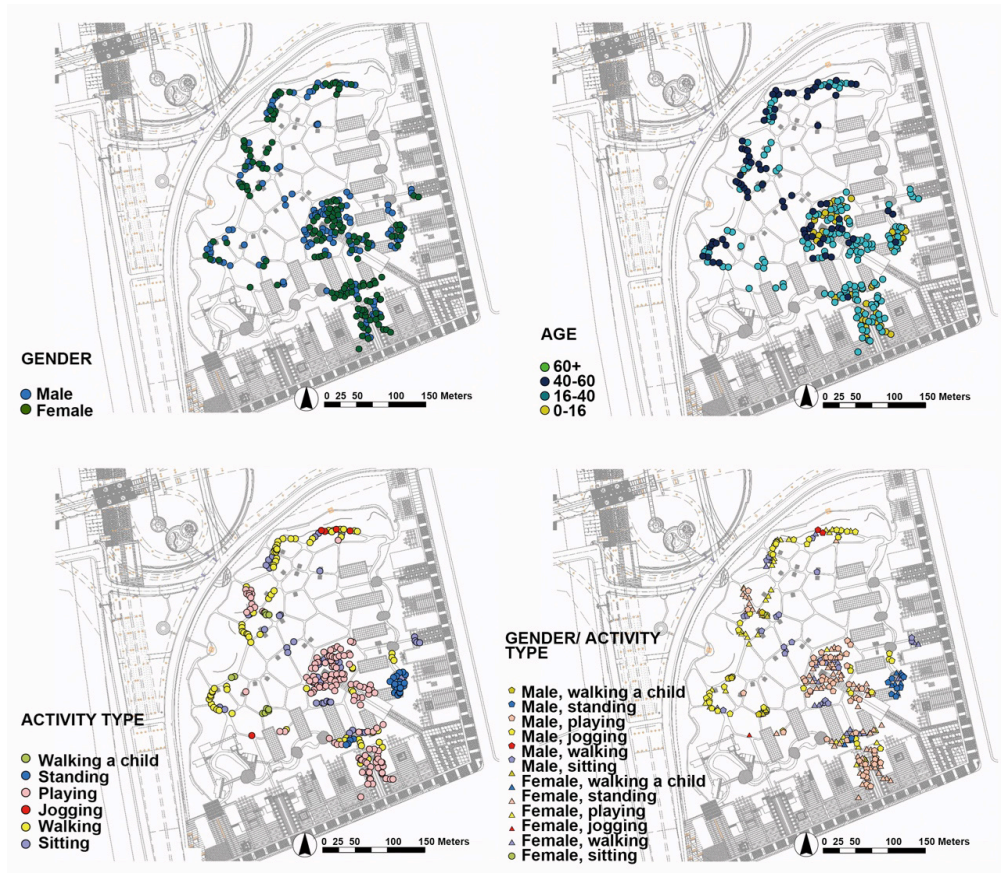 GENDER
Male
Female
0 25 50 100 150 Meters
AGE
60+
40-60
16-40
0-16
0 25 50 100 150 Meters
ACTIVITY TYPE
Walking a child
Standing
Playing
Jogging
Walking
Sitting
0 25 50 100 150 Meters
GENDER/ ACTIVITY
TYPE
Male, walking a child
Male, standing
Male, playing
Male, jogging
Male, walking
Male, sitting
Female, walking a child
Female, standing
Female, playing
Female, jogging
Female, walking
Female, sitting
0 25 50 100 150 Meters